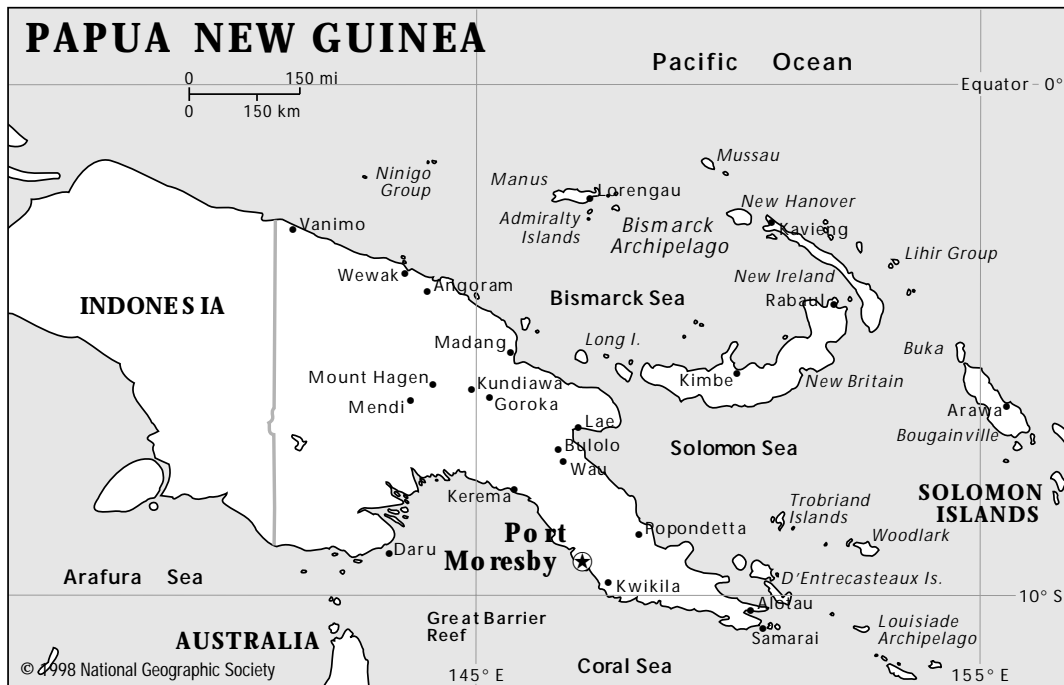 PAPUA NEW GUINEA
Pacific Ocean
0 150 mi
0 150 km
Equator 0°
Mussau
Ninigo
Group
Manus
Lorengau
New Hanover
Admiralty
Islands
Bismarck
Archipelago
Kavieng
Vanimo
Lihir Group
Wewak
Angoram
New Ireland
INDONESIA
Bismarck Sea
Rabaul
Madang
Long I.
Buka
Mount Hagen
Kundiawa
Kimbe
New Britain
Mendi
Goroka
Arawa
Lae
Bougainville
Bulolo
Solomon Sea
Wau
Kerema
SOLOMON
ISLANDS
Trobriand
Islands
Port
Moresby
Popondetta
Woodlark
Daru
Arafura Sea
Kwikila
D'Entrecasteaux Is.
10° S
Alotau
Great Barrier
Reef
Samarai
Louisiade
Archipelago
AUSTRALIA
Coral Sea
© 1998 National Geographic Society
145° E
155° E